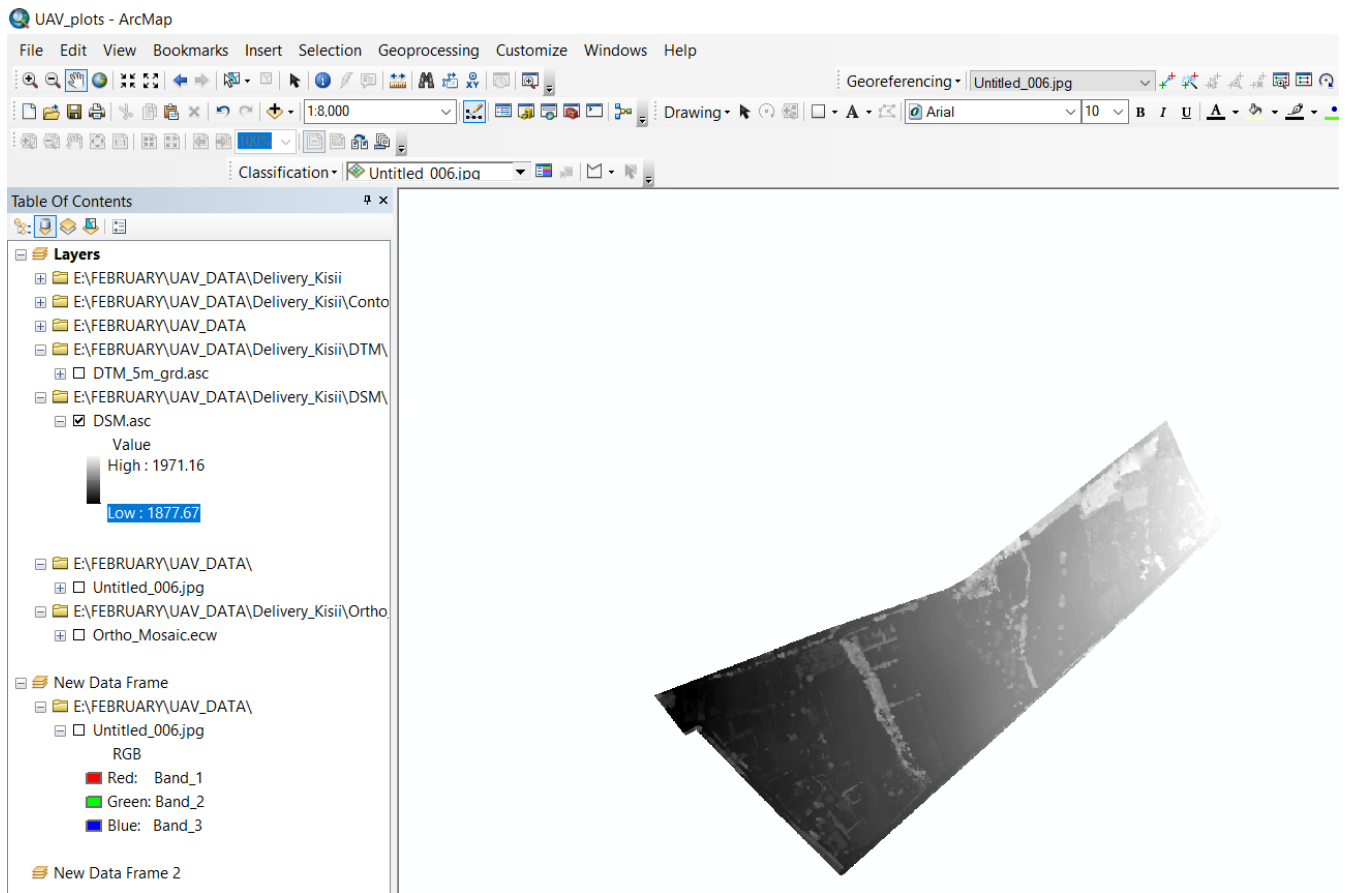 UAV_plots - ArcMap
File Edit View Bookmarks Insert Selection Geoprocessing Customize Windows Help
Georeferencing Untitled_006.jpg
1:8,000 Drawing A Arial 10 B I U A
100%
Classification Untitled_006.jpg
Table Of Contents
Layers
E:\FEBRUARY\UAV_DATA\Delivery_Kisii
E:\FEBRUARY\UAV_DATA\Delivery_Kisii\Conto
E:\FEBRUARY\UAV_DATA
E:\FEBRUARY\UAV_DATA\Delivery_Kisii\DTM\
DTM_5m_grd.asc
E:\FEBRUARY\UAV_DATA\Delivery_Kisii\DSM\
DSM.asc
Value
High : 1971.16
Low : 1877.67
E:\FEBRUARY\UAV_DATA\
Untitled_006.jpg
E:\FEBRUARY\UAV_DATA\Delivery_Kisii\Ortho_
Ortho_Mosaic.ecw
New Data Frame
E:\FEBRUARY\UAV_DATA\
Untitled_006.jpg
RGB
Red: Band_1
Green: Band_2
Blue: Band_3
New Data Frame 2